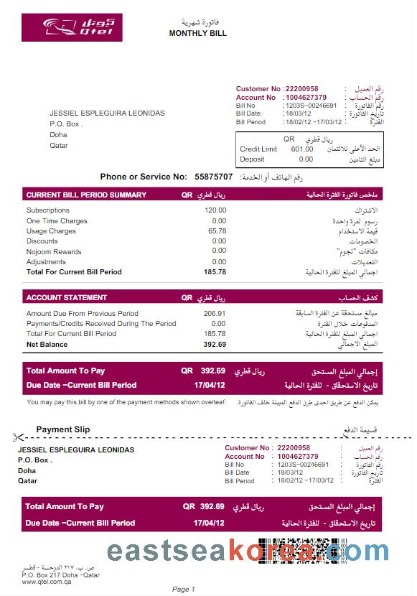 كيوتل
Qtel
فاتورة شهرية
MONTHLY BILL
Customer No : 22200958 : رقم العميل
Account No : 1004627379 : رقم الحساب
Bill No : 1203S-00246691 : رقم الفاتورة
Bill Date : 18/03/12 : تاريخ الفاتورة
Bill Period : 18/02/12 -17/03/12 : الفترة
JESSIEL ESPLEGUIRA LEONIDAS
P.O. Box .
Doha
Qatar
QR ريال قطري
Credit Limit 601.00 الحد الأعلى للائتمان
Deposit 0.00 مبلغ التامين
Phone or Service No: 55875707 رقم الهاتف أو الخدمة:
CURRENT BILL PERIOD SUMMARY QR ريال قطري ملخص فاتورة الفترة الحالية
Subscriptions 120.00 الاشتراك
One Time Charges 0.00 رسوم لمرة واحدة
Usage Charges 65.78 قيمة الاستخدام
Discounts 0.00 الخصومات
Nojoom Rewards 0.00 مكافات "نجوم"
Adjustments 0.00 التعديلات
Total For Current Bill Period 185.78 اجمالي المبلغ للفترة الحالية
ACCOUNT STATEMENT QR ريال قطري كشف الحساب
Amount Due From Previous Period 206.91 مبالغ مستحقة عن الفترة السابقة
Payments/Credits Received During The Period 0.00 المدفوعات خلال الفترة
Total For Current Bill Period 185.78 اجمالي المبلغ للفترة الحالية
Net Balance 392.69 المبلغ الاجمالي
Total Amount To Pay QR 392.69 ريال قطري إجمالي المبلغ المستحق
Due Date -Current Bill Period 17/04/12 تاريخ الاستحقاق - للفترة الحالية
You may pay this bill by one of the payment methods shown overleaf. يمكن الدفع عن طريق احدى طرق الدفع المبينة خلف الفاتورة.
Payment Slip قسيمة الدفع
JESSIEL ESPLEGUIRA LEONIDAS
P.O. Box .
Doha
Qatar
Customer No : 22200958 : رقم العميل
Account No : 1004627379 : رقم الحساب
Bill No : 1203S-00246691 : رقم الفاتورة
Bill Date : 18/03/12 : تاريخ الفاتورة
Bill Period : 18/02/12 -17/03/12 : الفترة
Total Amount To Pay QR 392.69 ريال قطري إجمالي المبلغ المستحق
Due Date -Current Bill Period 17/04/12 تاريخ الاستحقاق - للفترة الحالية
eastseakorea.com
ص. ب. ٢١٧ الدوحة - قطر
P.O. Box 217 Doha -Qatar
www.qtel.com.qa
Page 1